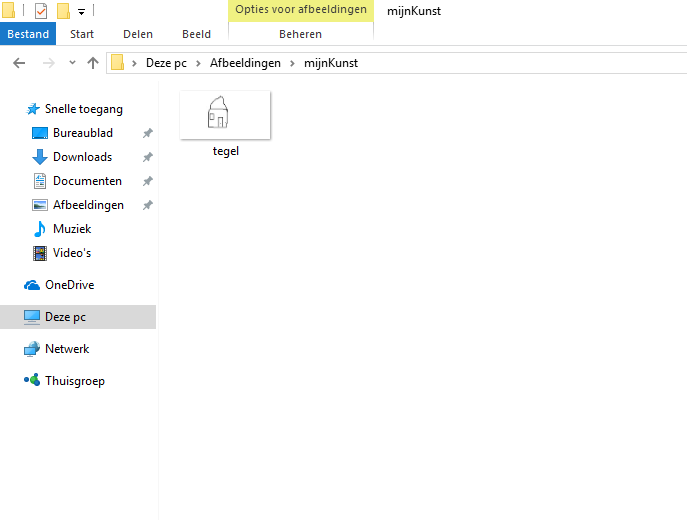 Opties voor afbeeldingen mijnKunst
Bestand Start Delen Beeld Beheren
Deze pc Afbeeldingen mijnKunst
Snelle toegang
Bureaublad
Downloads
Documenten
Afbeeldingen
Muziek
Video's
OneDrive
Deze pc
Netwerk
Thuisgroep
tegel